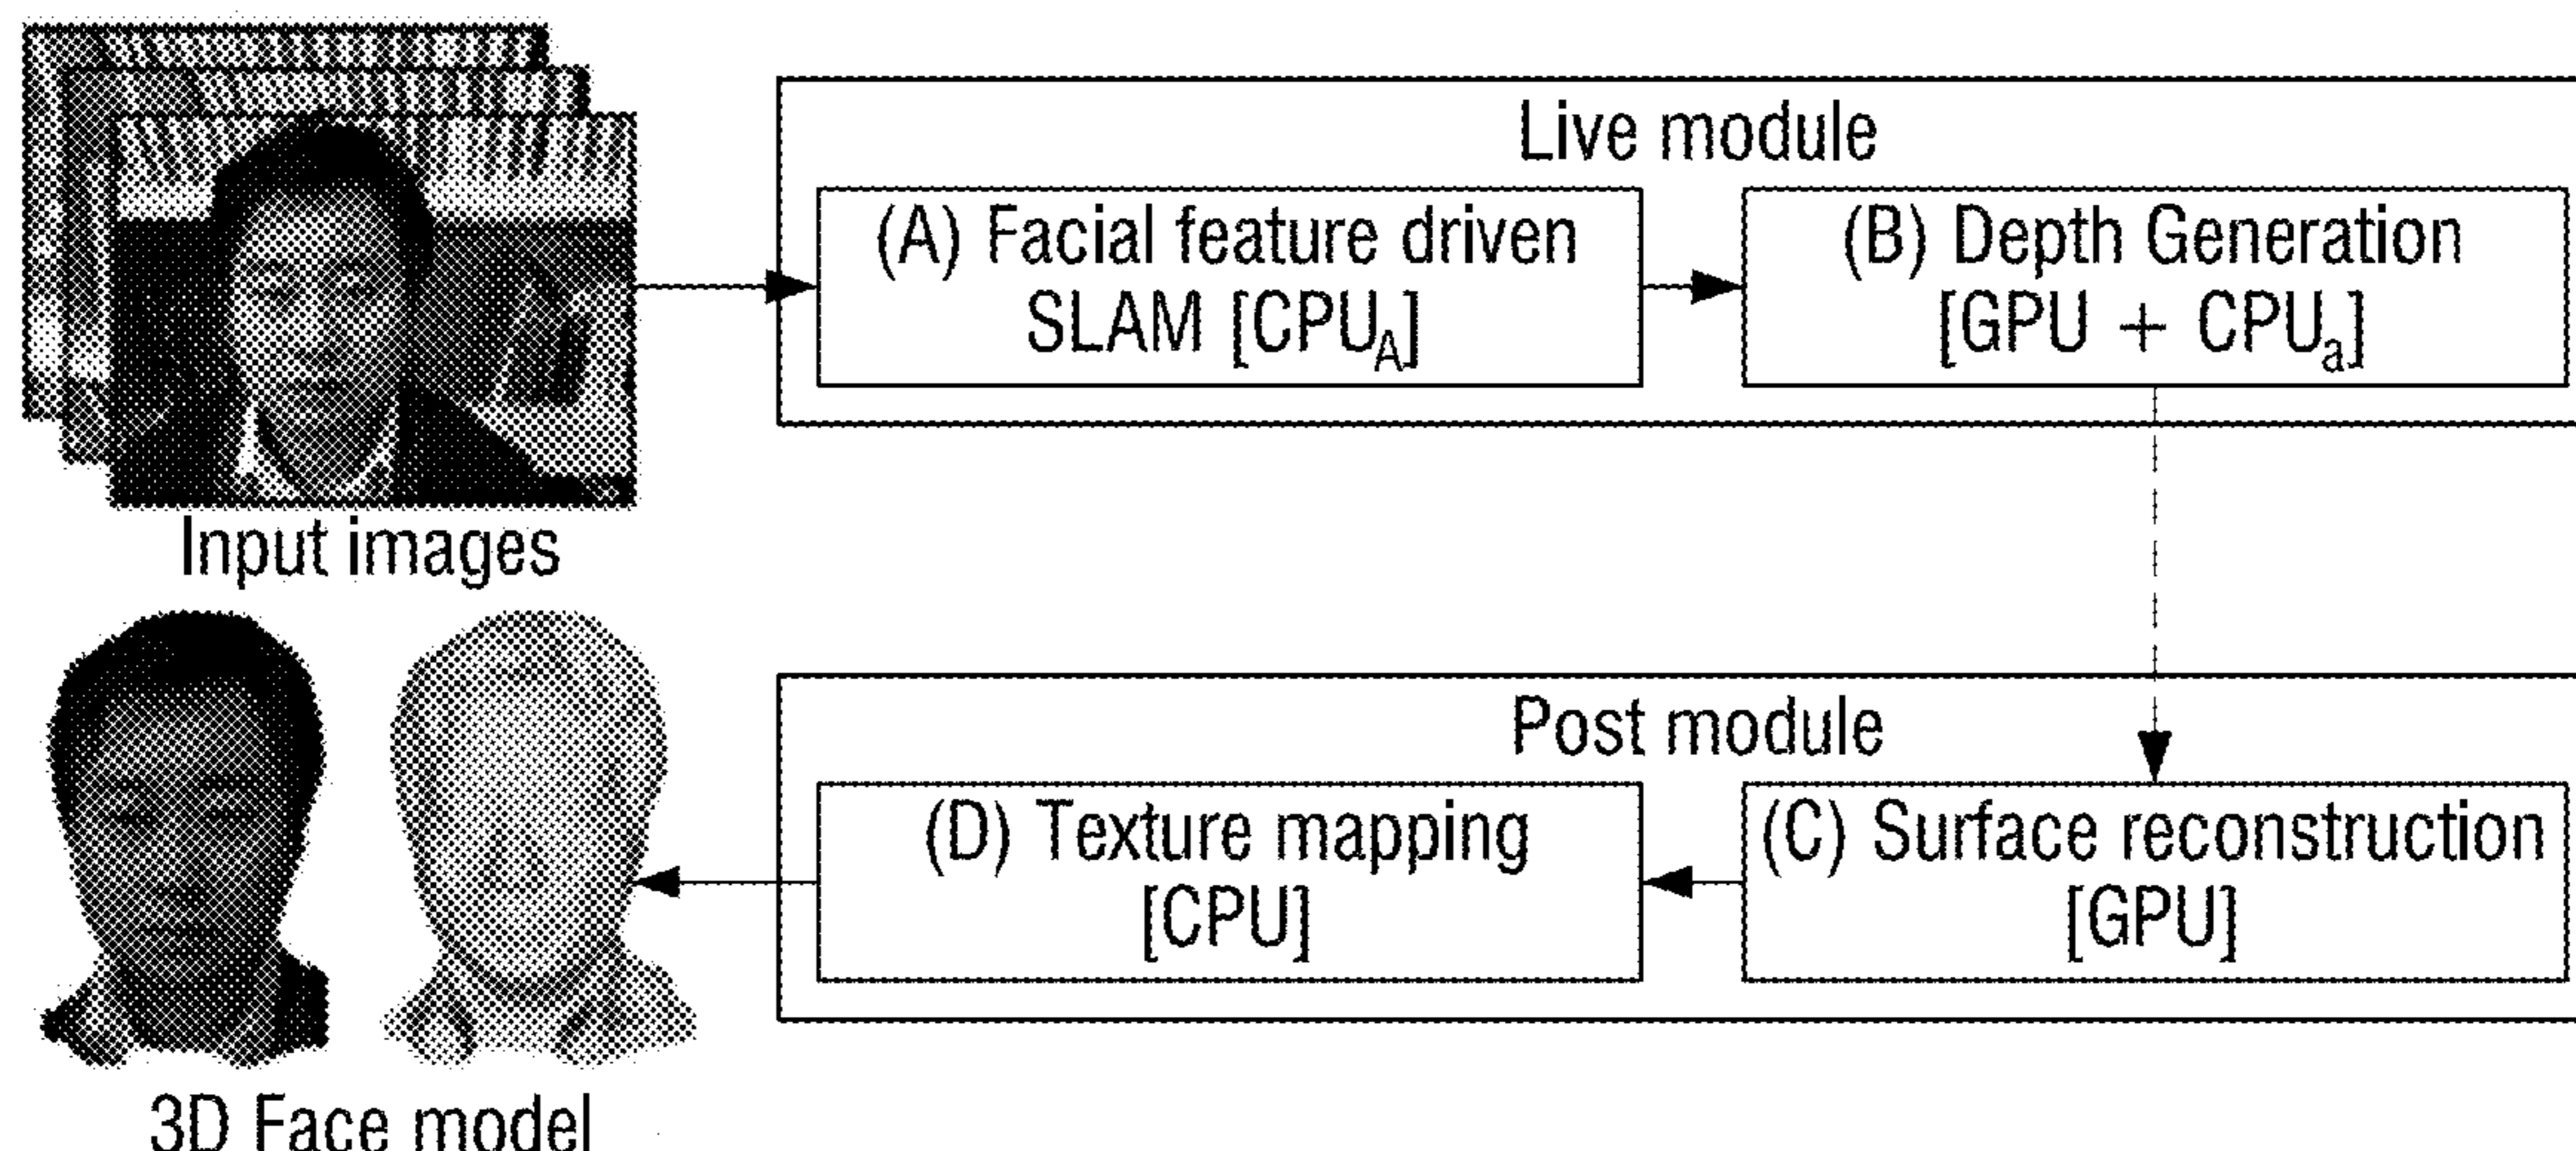 Live module
(A) Facial feature driven
SLAM [CPU_A]
(B) Depth Generation
[GPU + CPU_a]
Input images
Post module
(D) Texture mapping
[CPU]
(C) Surface reconstruction
[GPU]
3D Face model